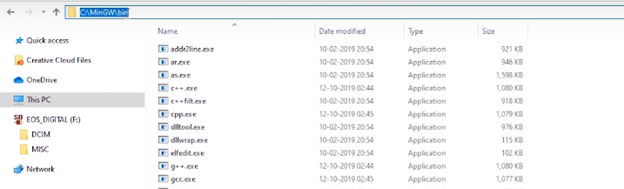 C:\MinGW\bin
Name Date modified Type Size
Quick access
Creative Cloud Files
OneDrive
This PC
EOS_DIGITAL (F:)
DCIM
MISC
Network
addr2line.exe 10-02-2019 20:54 Application 921 KB
ar.exe 10-02-2019 20:54 Application 946 KB
as.exe 10-02-2019 20:54 Application 1,598 KB
c++.exe 12-10-2019 02:44 Application 1,080 KB
c++filt.exe 10-02-2019 20:54 Application 918 KB
cpp.exe 12-10-2019 02:45 Application 1,079 KB
dlltool.exe 10-02-2019 20:54 Application 976 KB
dllwrap.exe 10-02-2019 20:54 Application 115 KB
elfedit.exe 10-02-2019 20:54 Application 102 KB
g++.exe 12-10-2019 02:44 Application 1,080 KB
gcc.exe 12-10-2019 02:45 Application 1,077 KB